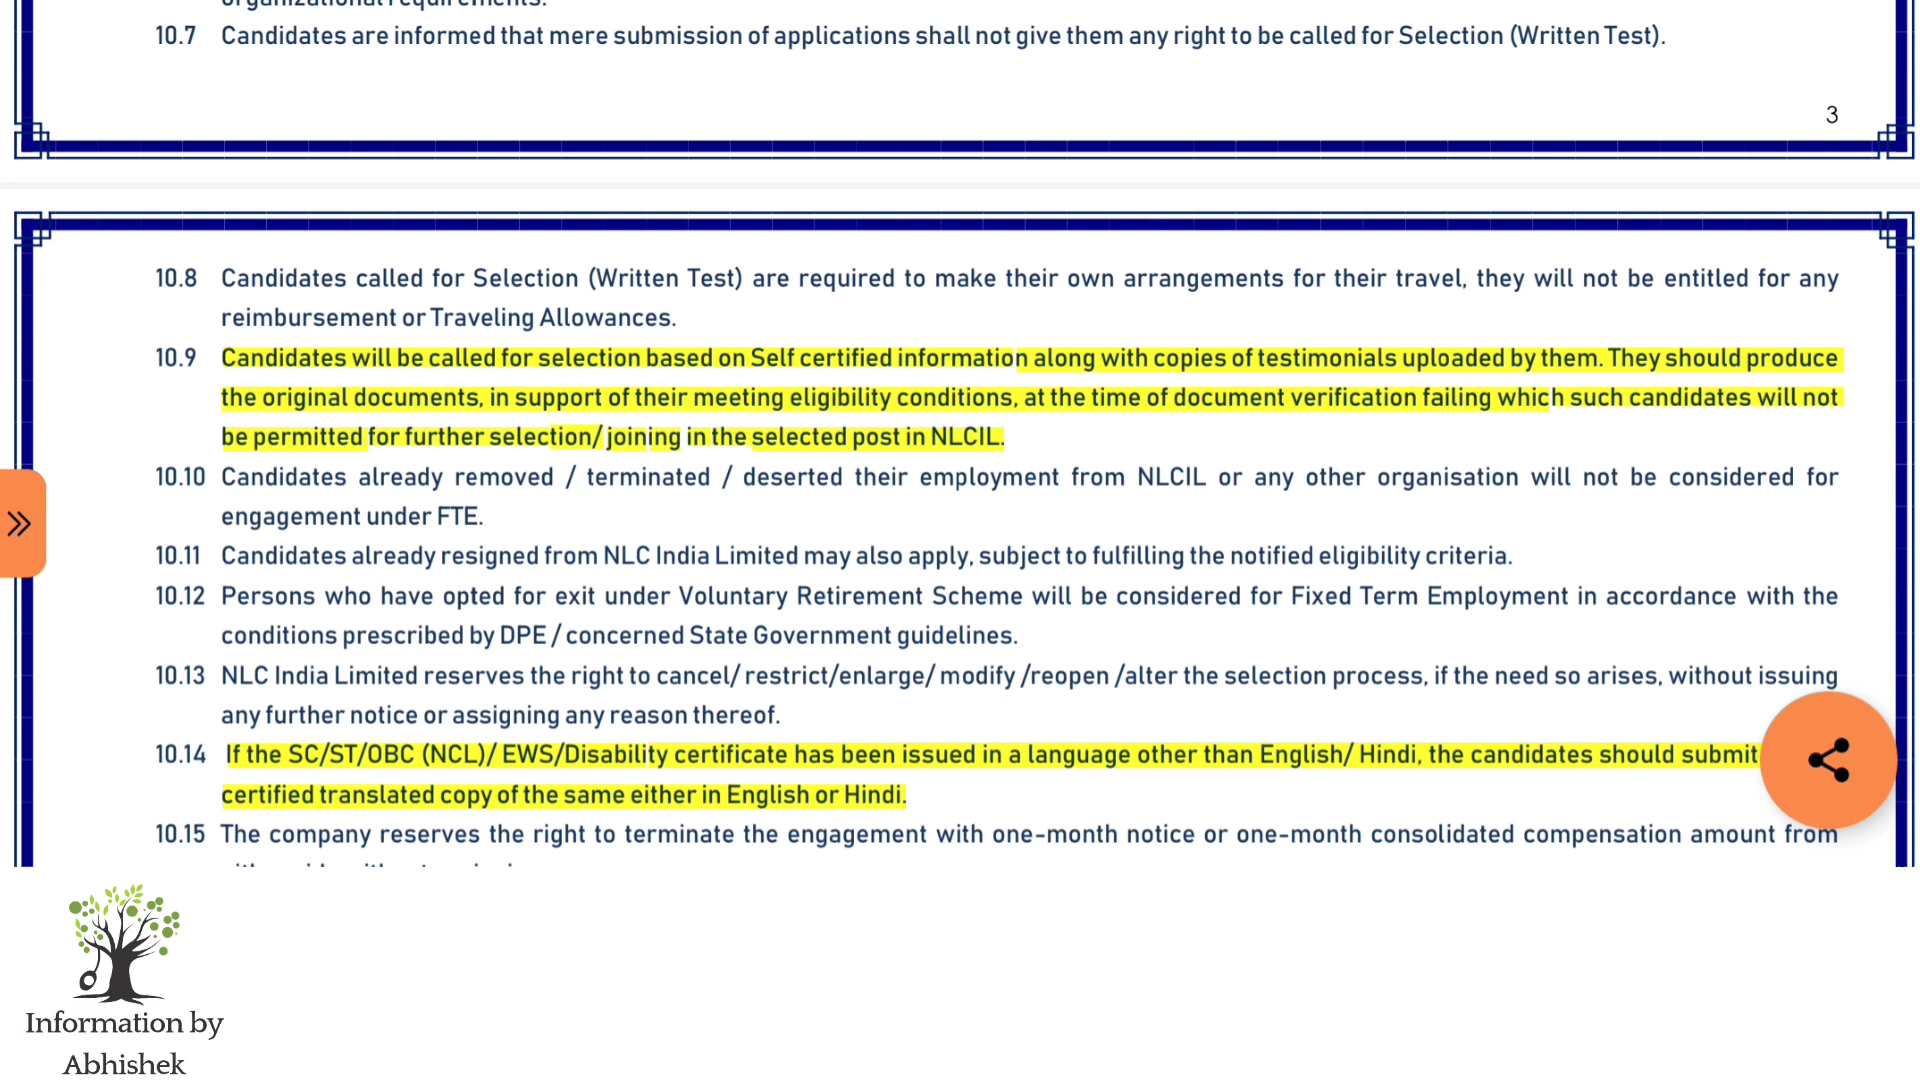 10.7 Candidates are informed that mere submission of applications shall not give them any right to be called for Selection (Written Test).
3
10.8 Candidates called for Selection (Written Test) are required to make their own arrangements for their travel, they will not be entitled for any
reimbursement or Traveling Allowances.
10.9 Candidates will be called for selection based on Self certified information along with copies of testimonials uploaded by them. They should produce
the original documents, in support of their meeting eligibility conditions, at the time of document verification failing which such candidates will not
be permitted for further selection/ joining in the selected post in NLCIL.
10.10 Candidates already removed / terminated / deserted their employment from NLCIL or any other organisation will not be considered for
engagement under FTE.
10.11 Candidates already resigned from NLC India Limited may also apply, subject to fulfilling the notified eligibility criteria.
10.12 Persons who have opted for exit under Voluntary Retirement Scheme will be considered for Fixed Term Employment in accordance with the
conditions prescribed by DPE / concerned State Government guidelines.
10.13 NLC India Limited reserves the right to cancel/ restrict/enlarge/ modify /reopen /alter the selection process, if the need so arises, without issuing
any further notice or assigning any reason thereof.
10.14 If the SC/ST/OBC (NCL)/ EWS/Disability certificate has been issued in a language other than English/ Hindi, the candidates should submit
certified translated copy of the same either in English or Hindi.
10.15 The company reserves the right to terminate the engagement with one-month notice or one-month consolidated compensation amount from
Information by
Abhishek